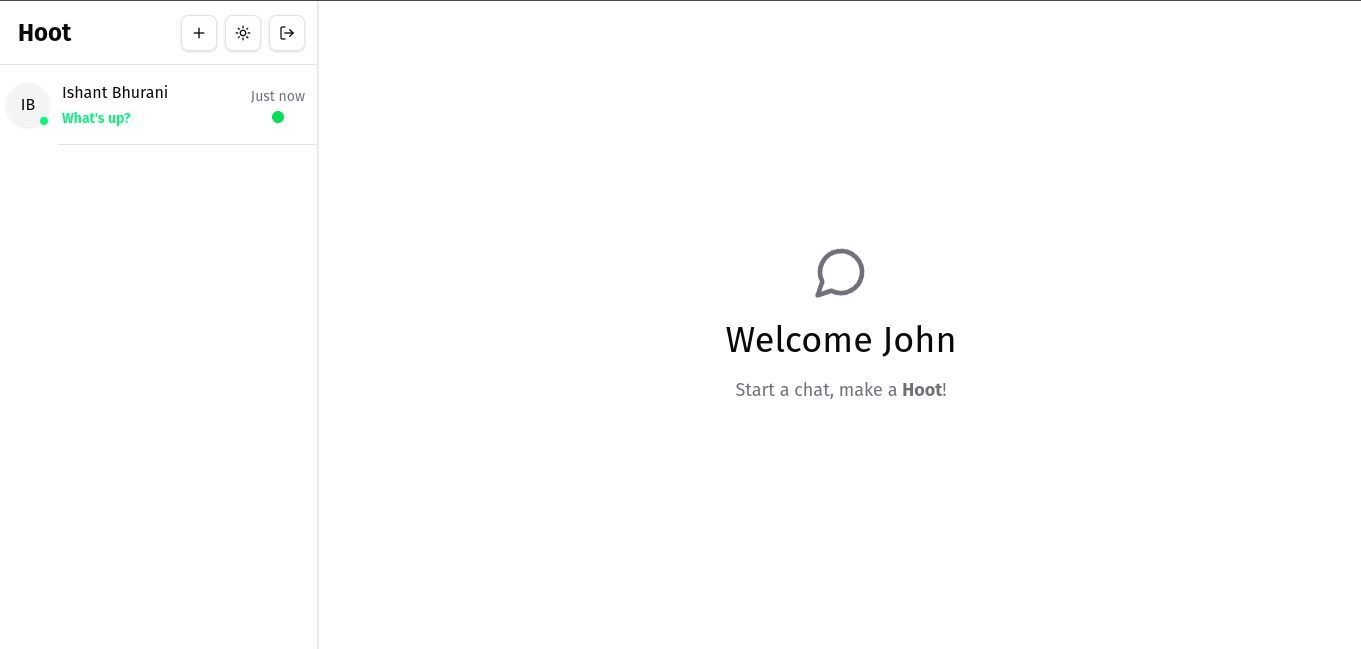 Hoot
IB
Ishant Bhurani
Just now
What's up?
Welcome John
Start a chat, make a Hoot!